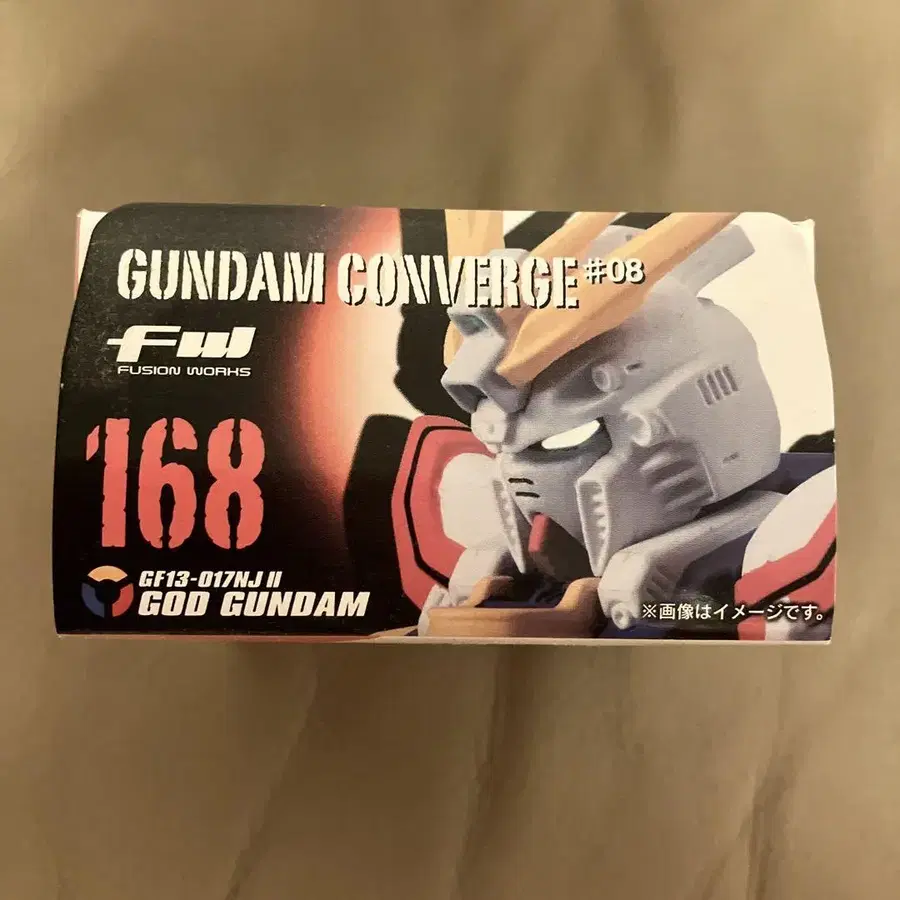 GUNDAM CONVERGE #08
FW
FUSION WORKS
168
GF13-017NJ II
GOD GUNDAM
※画像はイメージです。